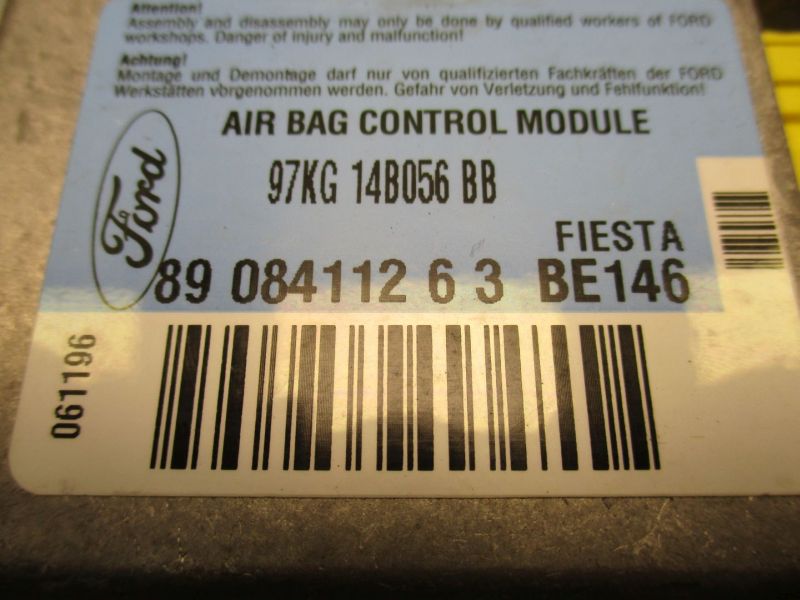 Attention!
Assembly and disassembly may only be done by qualified workers of FORD
workshops. Danger of injury and malfunction!
Achtung!
Montage und Demontage darf nur von qualifizierten Fachkräften der FORD
Werkstätten vorgenommen werden. Gefahr von Verletzung und Fehlfunktion!
AIR BAG CONTROL MODULE
Ford
97KG 14B056 BB
FIESTA
89 084112 6 3 BE146
061196